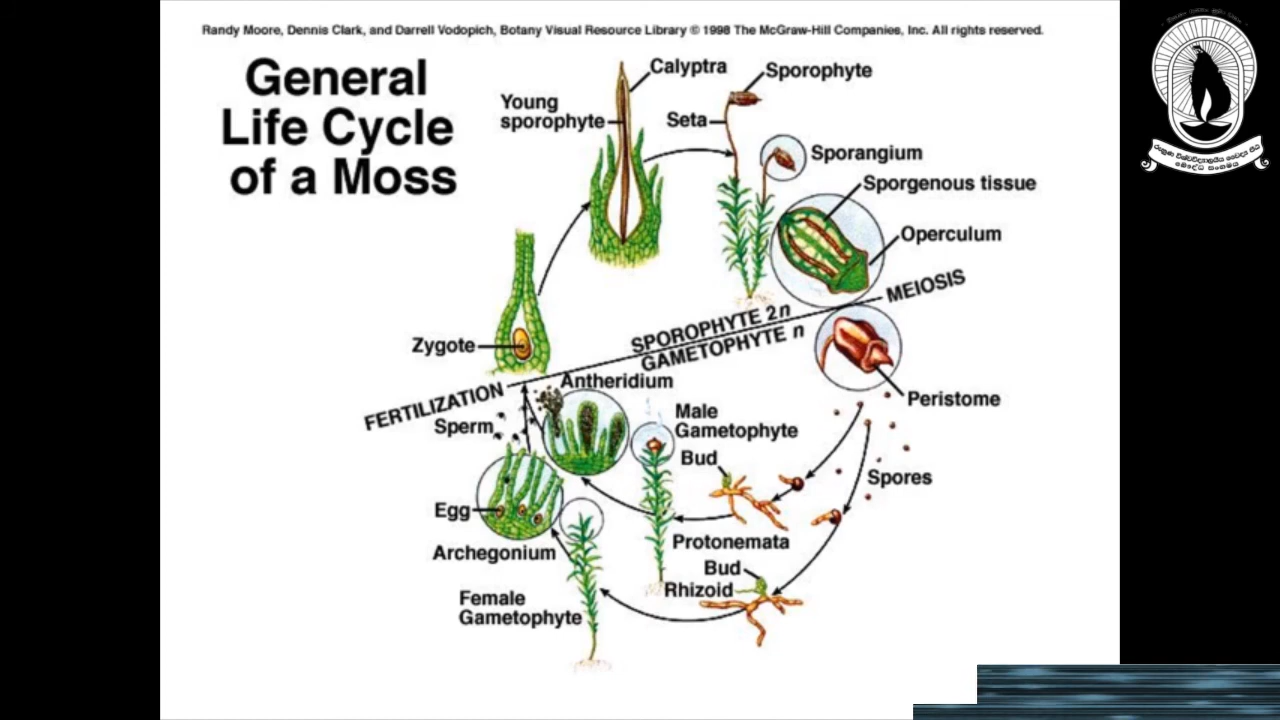 Randy Moore, Dennis Clark, and Darrell Vodopich, Botany Visual Resource Library © 1998 The McGraw-Hill Companies, Inc. All rights reserved.
General
Life Cycle
of a Moss
Calyptra
Sporophyte
Young
sporophyte
Seta
Sporangium
Sporgenous tissue
Operculum
MEIOSIS
SPOROPHYTE 2n
GAMETOPHYTE n
Zygote
FERTILIZATION
Antheridium
Peristome
Sperm
Male
Gametophyte
Bud
Spores
Egg
Protonemata
Archegonium
Bud
Rhizoid
Female
Gametophyte